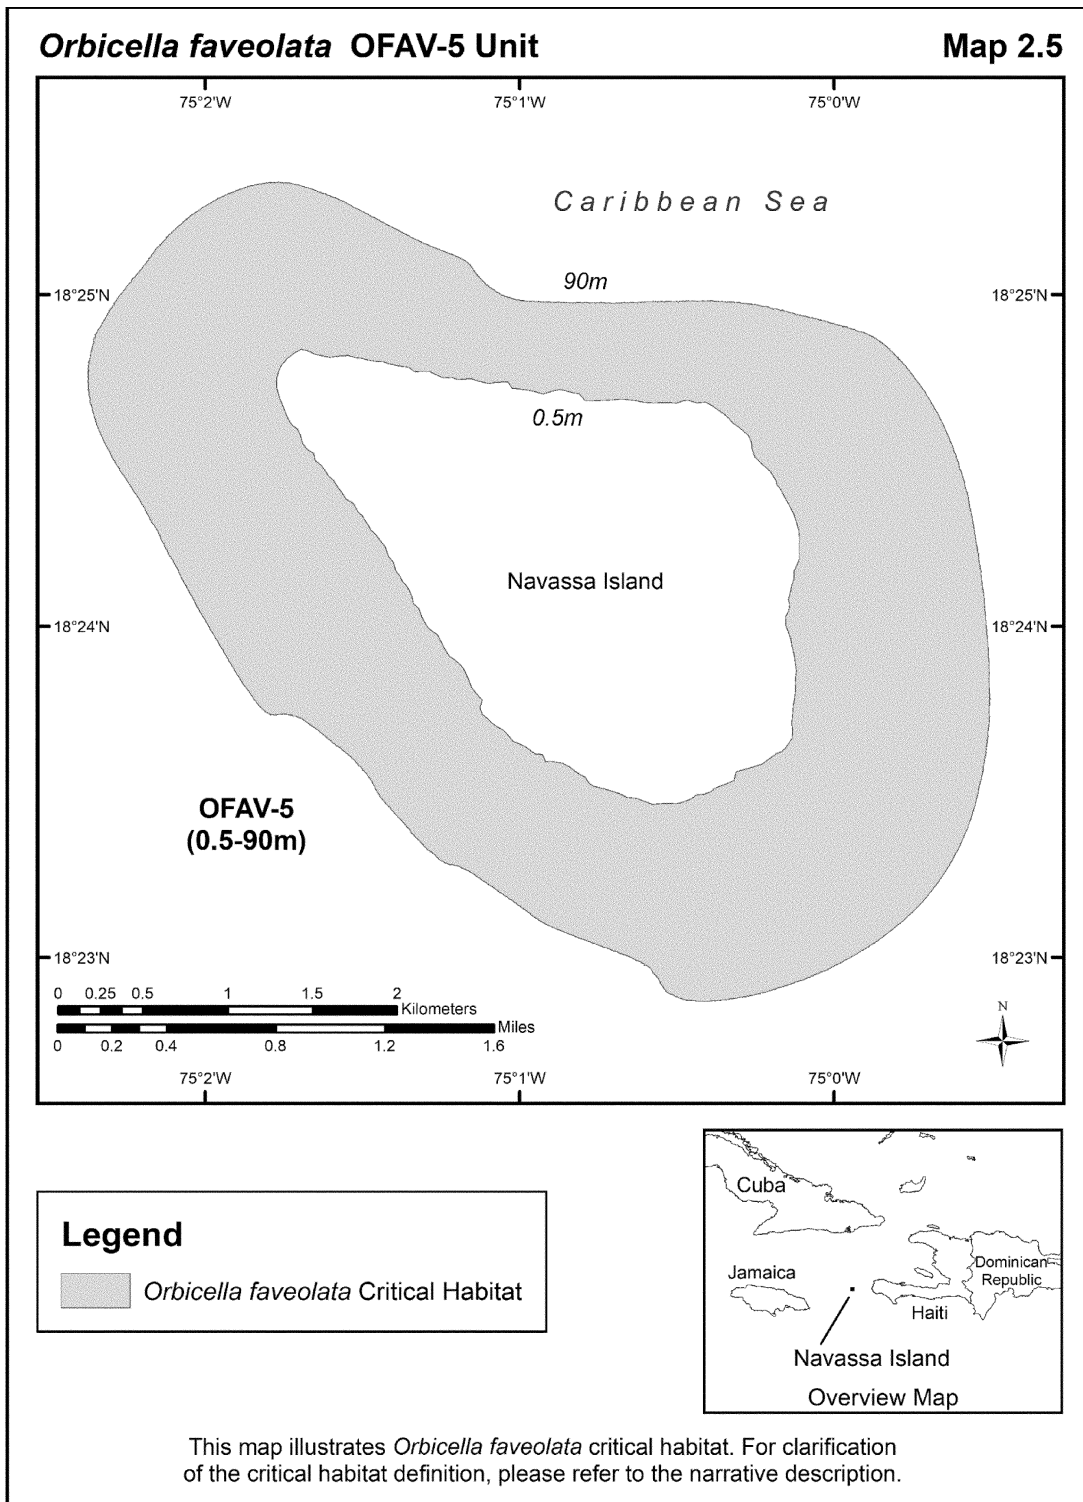 Orbicella faveolata OFAV-5 Unit
Map 2.5
75°2'W 75°1'W 75°0'W
Caribbean Sea
90m
18°25'N 18°25'N
0.5m
Navassa Island
18°24'N 18°24'N
OFAV-5
(0.5-90m)
18°23'N 18°23'N
0 0.25 0.5 1 1.5 2
Kilometers
Miles
0 0.2 0.4 0.8 1.2 1.6
N
75°2'W 75°1'W 75°0'W
Legend
Orbicella faveolata Critical Habitat
Cuba
Jamaica
Dominican
Republic
Haiti
Navassa Island
Overview Map
This map illustrates Orbicella faveolata critical habitat. For clarification
of the critical habitat definition, please refer to the narrative description.